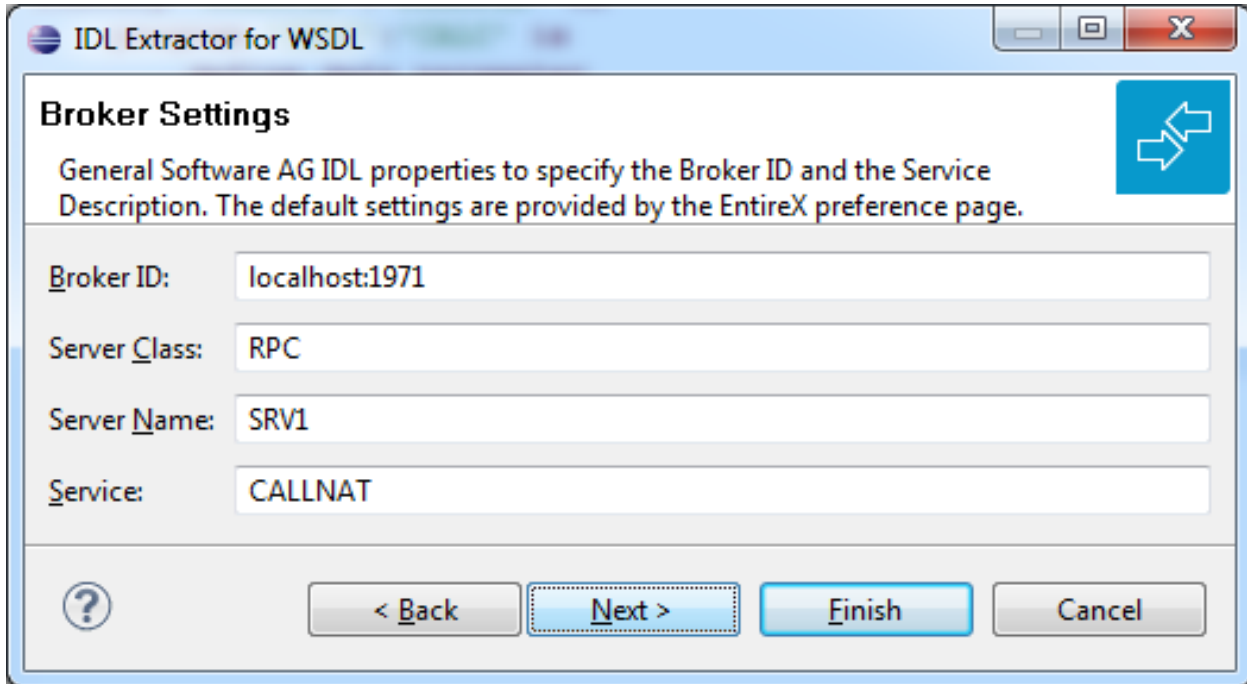 IDL Extractor for WSDL
Broker Settings
General Software AG IDL properties to specify the Broker ID and the Service
Description. The default settings are provided by the EntireX preference page.
Broker ID: localhost:1971
Server Class: RPC
Server Name: SRV1
Service: CALLNAT
? < Back Next > Finish Cancel